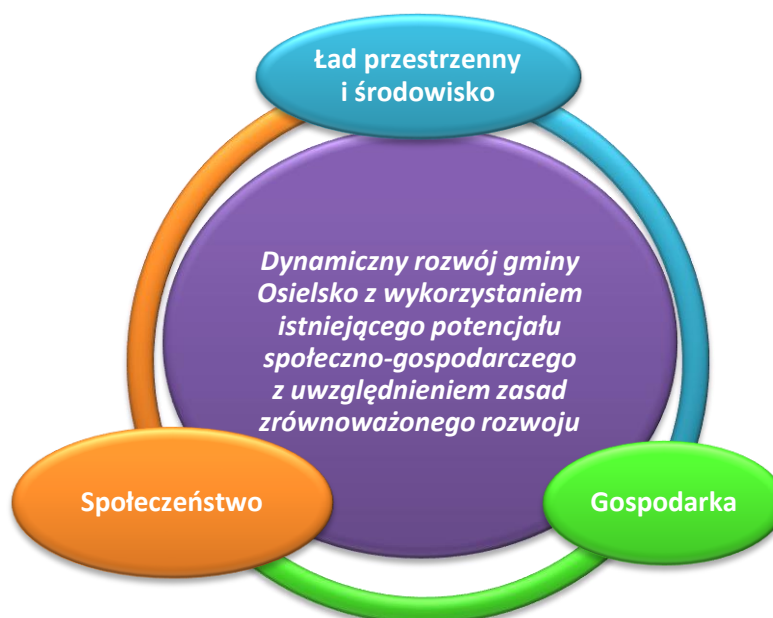 Ład przestrzenny
i środowisko
Dynamiczny rozwój gminy
Osielsko z wykorzystaniem
istniejącego potencjału
społeczno-gospodarczego
z uwzględnieniem zasad
zrównoważonego rozwoju
Społeczeństwo
Gospodarka